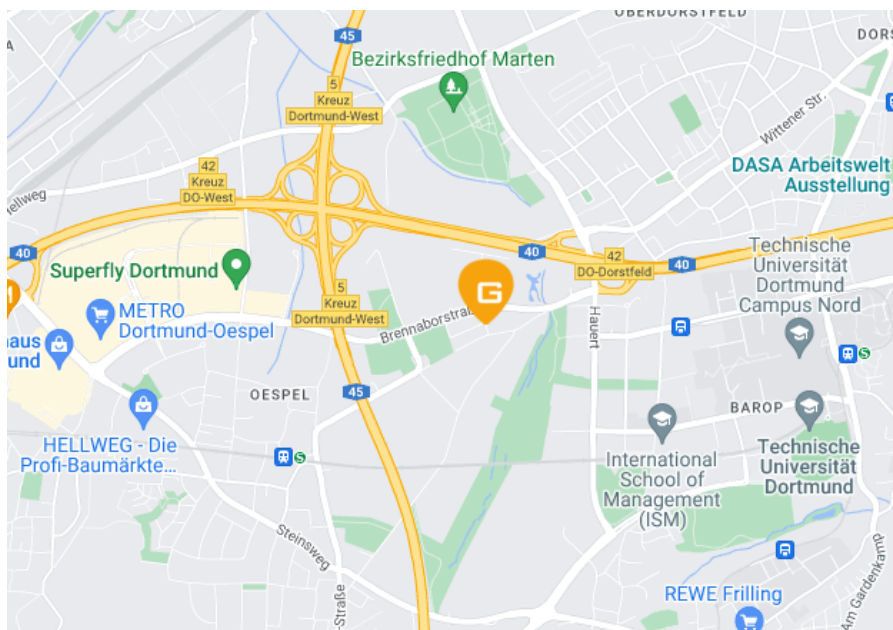 OBERDORSTFELD
45
DORS
Bezirksfriedhof Marten
5
Kreuz
Dortmund-West
Wittener Str.
42
Kreuz
DO-West
DASA Arbeitswelt
Ausstellung
Hellweg
40
40
42
DO-Dorstfeld
40
Superfly Dortmund
Technische
Universität
Dortmund
Campus Nord
5
Kreuz
Dortmund-West
G
METRO
Dortmund-Oespel
Brennaborstraß
Hauert
haus
und
S
45
OESPEL
BAROP
HELLWEG - Die
Profi-Baumärkte...
S
International
School of
Management
(ISM)
Technische
Universität
Dortmund
Steinsweg
-Straße
Am Gardenkamp
REWE Frilling